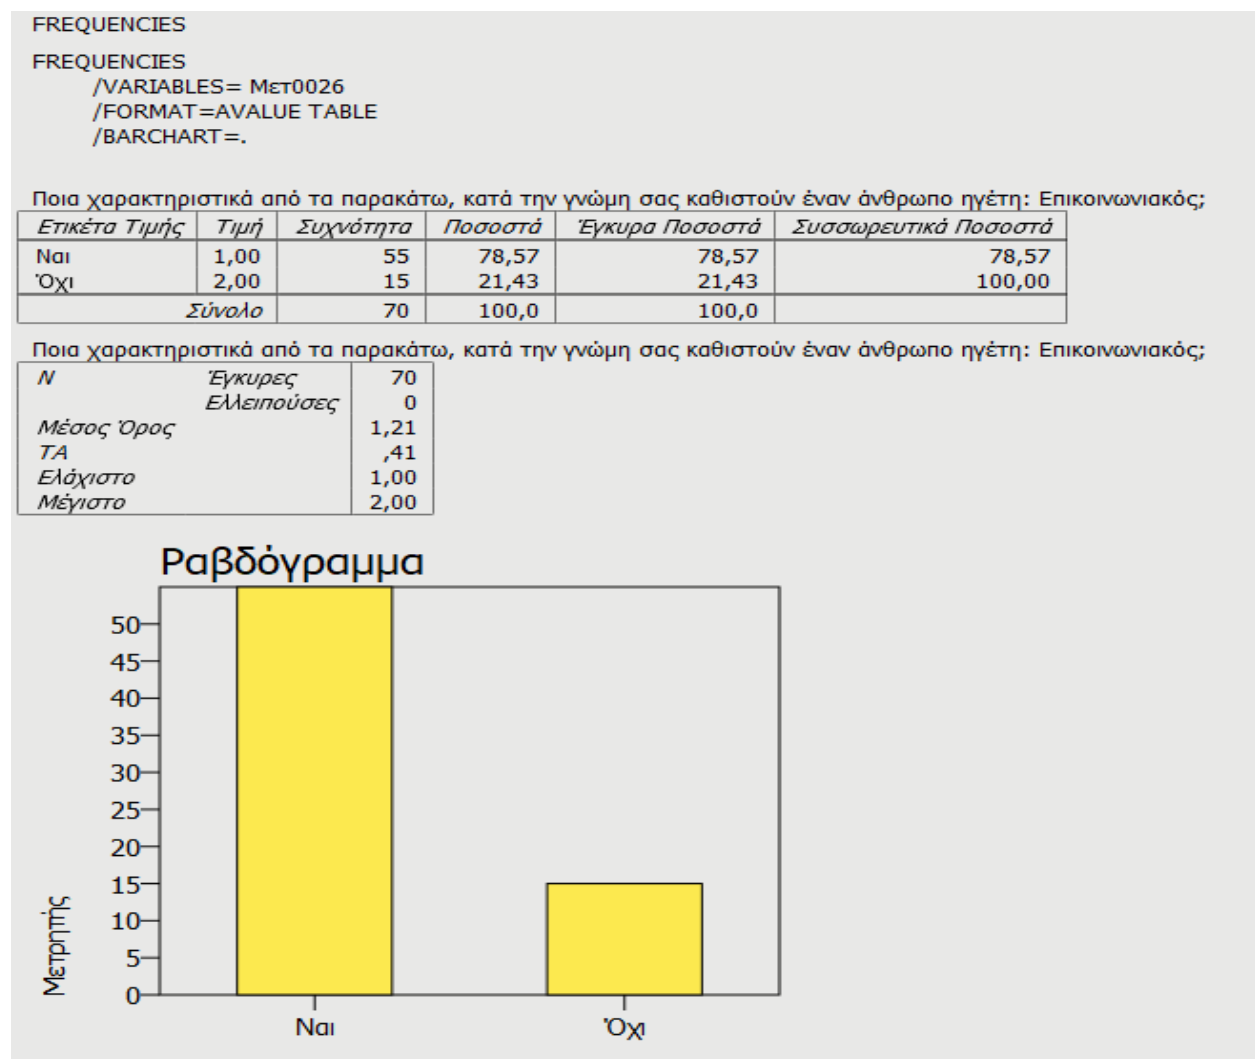 FREQUENCIES
FREQUENCIES
/VARIABLES= Μετ0026
/FORMAT=AVALUE TABLE
/BARCHART=.
Ποια χαρακτηριστικά από τα παρακάτω, κατά την γνώμη σας καθιστούν έναν άνθρωπο ηγέτη: Επικοινωνιακός;
Ετικέτα Τιμής Τιμή Συχνότητα Ποσοστά Έγκυρα Ποσοστά Συσσωρευτικά Ποσοστά
Ναι 1,00 55 78,57 78,57 78,57
Όχι 2,00 15 21,43 21,43 100,00
Σύνολο 70 100,0 100,0
Ποια χαρακτηριστικά από τα παρακάτω, κατά την γνώμη σας καθιστούν έναν άνθρωπο ηγέτη: Επικοινωνιακός;
N Έγκυρες 70
Ελλειπούσες 0
Μέσος Όρος 1,21
ΤΑ ,41
Ελάχιστο 1,00
Μέγιστο 2,00
Ραβδόγραμμα
50
45
40
35
30
25
20
15
10
5
0
Μετρητής
Ναι Όχι